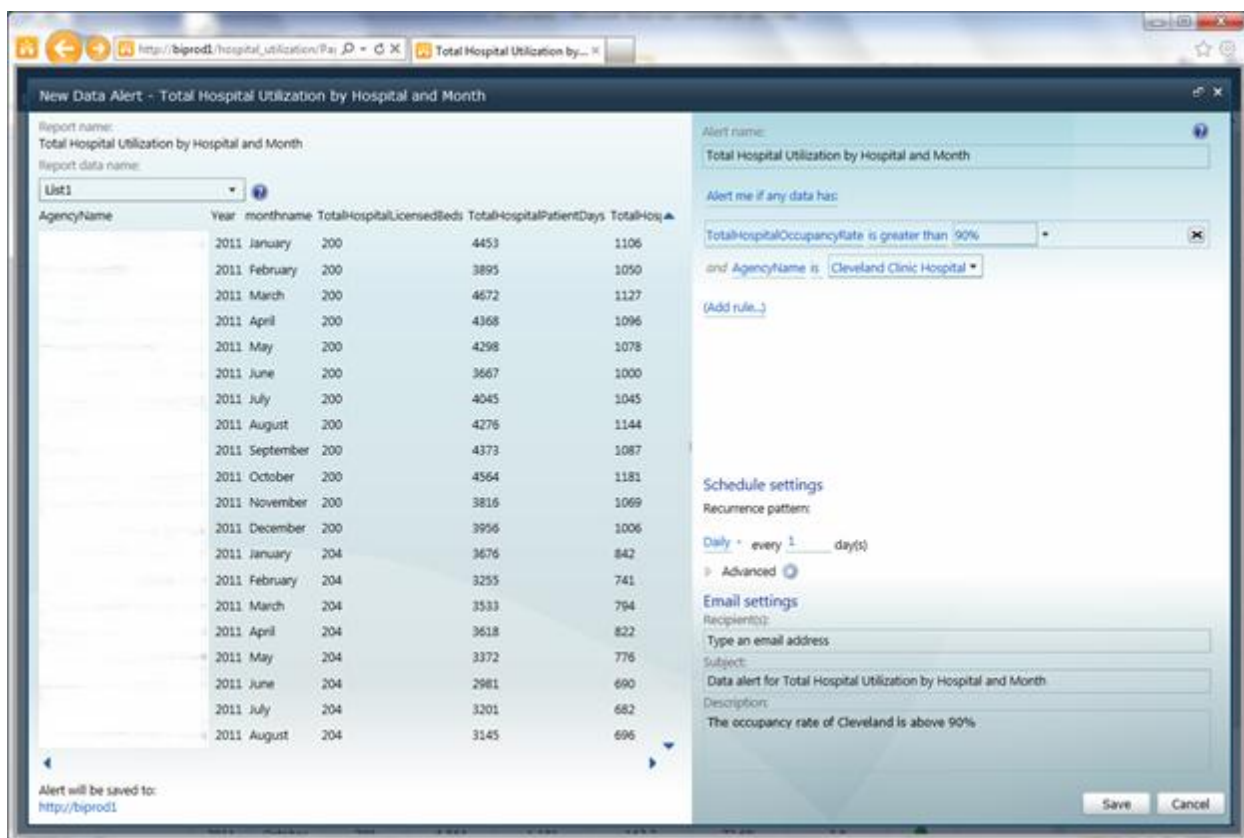 http://biprod1/hospital_utilization/Pa
Total Hospital Utilization by...
New Data Alert - Total Hospital Utilization by Hospital and Month
Report name:
Total Hospital Utilization by Hospital and Month
Report data name:
List1
AgencyName Year monthname TotalHospitalLicensedBeds TotalHospitalPatientDays TotalHosp
2011 January 200 4453 1106
2011 February 200 3895 1050
2011 March 200 4672 1127
2011 April 200 4368 1096
2011 May 200 4298 1078
2011 June 200 3667 1000
2011 July 200 4045 1045
2011 August 200 4276 1144
2011 September 200 4373 1087
2011 October 200 4564 1181
2011 November 200 3816 1069
2011 December 200 3956 1006
2011 January 204 3676 842
2011 February 204 3255 741
2011 March 204 3533 794
2011 April 204 3618 822
2011 May 204 3372 776
2011 June 204 2981 690
2011 July 204 3201 682
2011 August 204 3145 696
Alert will be saved to:
http://biprod1
Alert name:
Total Hospital Utilization by Hospital and Month
Alert me if any data has:
TotalHospitalOccupancyRate is greater than 90%
and AgencyName is Cleveland Clinic Hospital
(Add rule...)
Schedule settings
Recurrence pattern:
Daily every 1 day(s)
Advanced
Email settings
Recipient(s):
Type an email address
Subject:
Data alert for Total Hospital Utilization by Hospital and Month
Description:
The occupancy rate of Cleveland is above 90%
Save Cancel